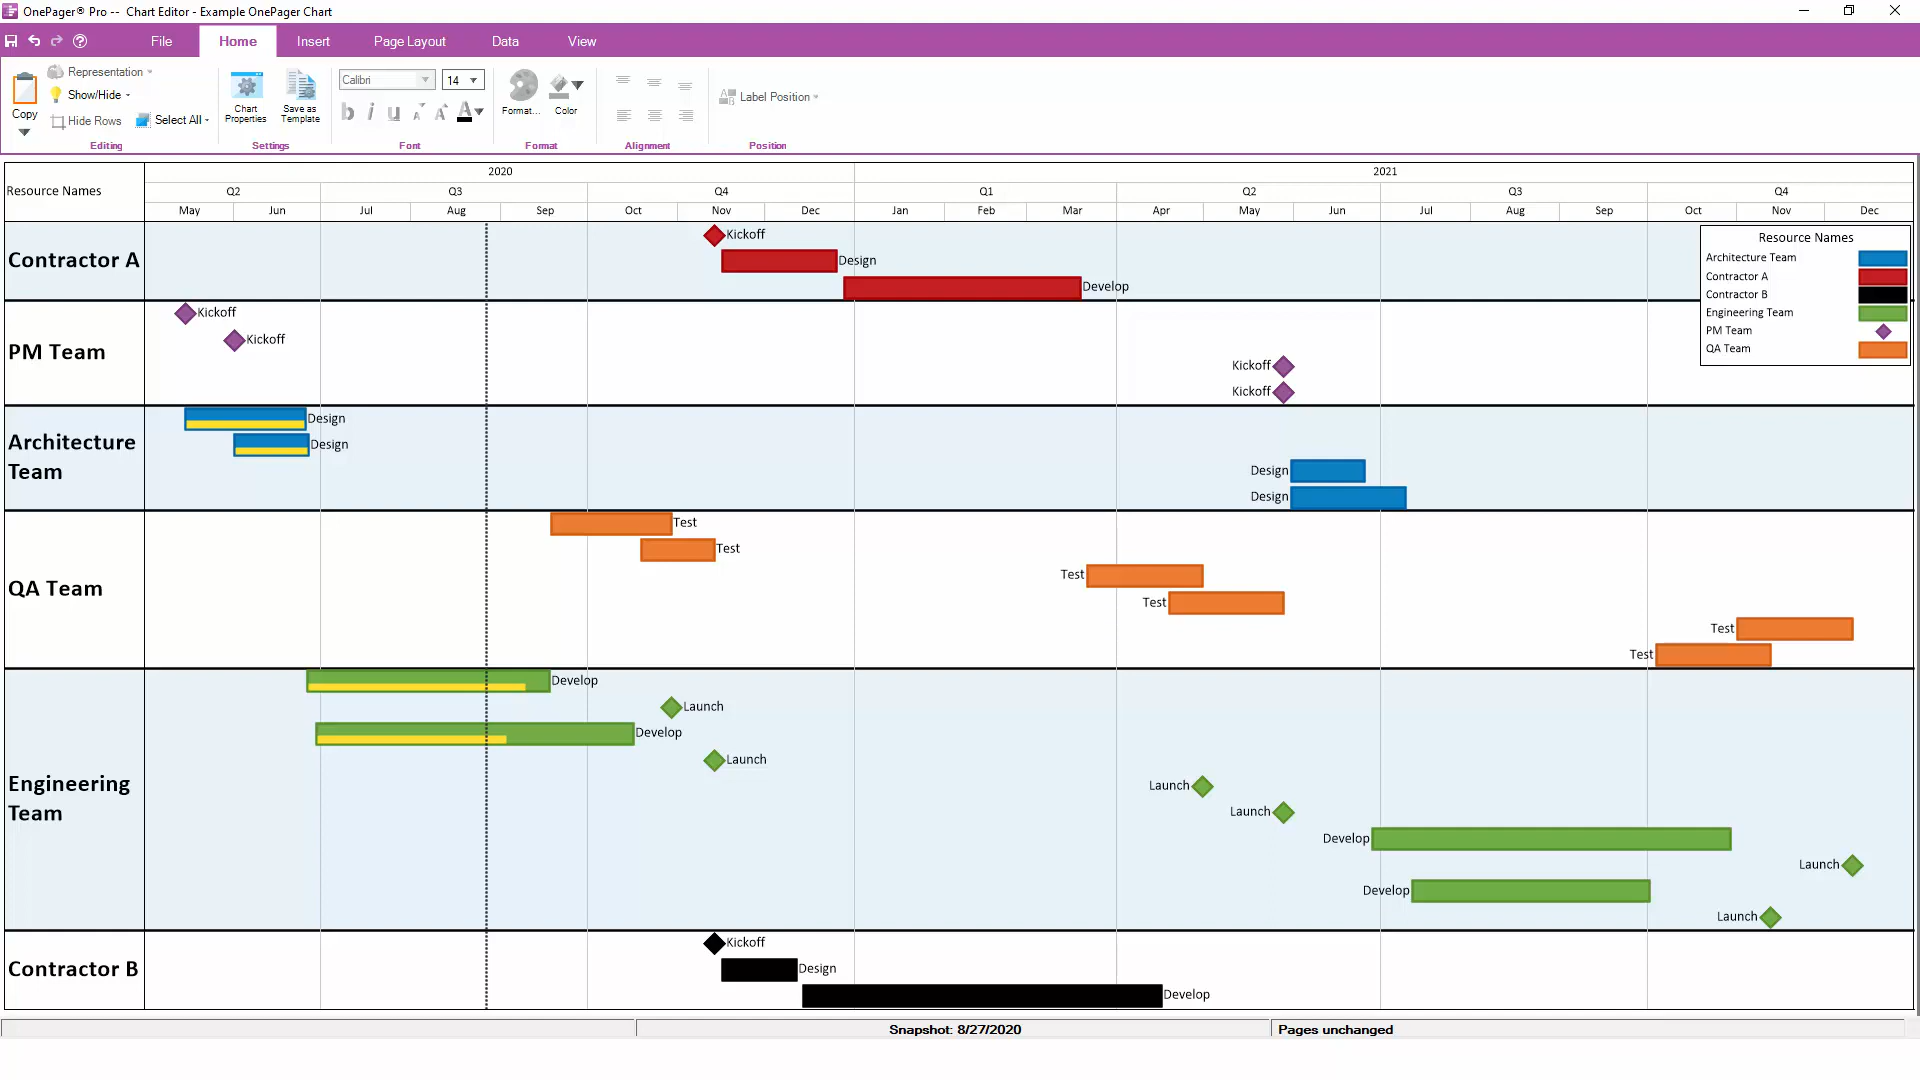 OnePager® Pro -- Chart Editor - Example OnePager Chart
File Home Insert Page Layout Data View
Copy
Representation
Show/Hide
Hide Rows
Select All
Editing
Chart Properties
Save as Template
Settings
Calibri 14
b i u A A A
Font
Format...
Color
Format
Alignment
AB Label Position
Position
Resource Names
2020 2021
Q2 Q3 Q4 Q1 Q2 Q3 Q4
May Jun Jul Aug Sep Oct Nov Dec Jan Feb Mar Apr May Jun Jul Aug Sep Oct Nov Dec
Resource Names
Architecture Team
Contractor A
Contractor B
Engineering Team
PM Team
QA Team
Contractor A
Kickoff
Design
Develop
PM Team
Kickoff
Kickoff
Kickoff
Kickoff
Architecture
Team
Design
Design
Design
Design
QA Team
Test
Test
Test
Test
Test
Test
Engineering
Team
Develop
Launch
Develop
Launch
Launch
Launch
Develop
Launch
Develop
Launch
Contractor B
Kickoff
Design
Develop
Snapshot: 8/27/2020
Pages unchanged